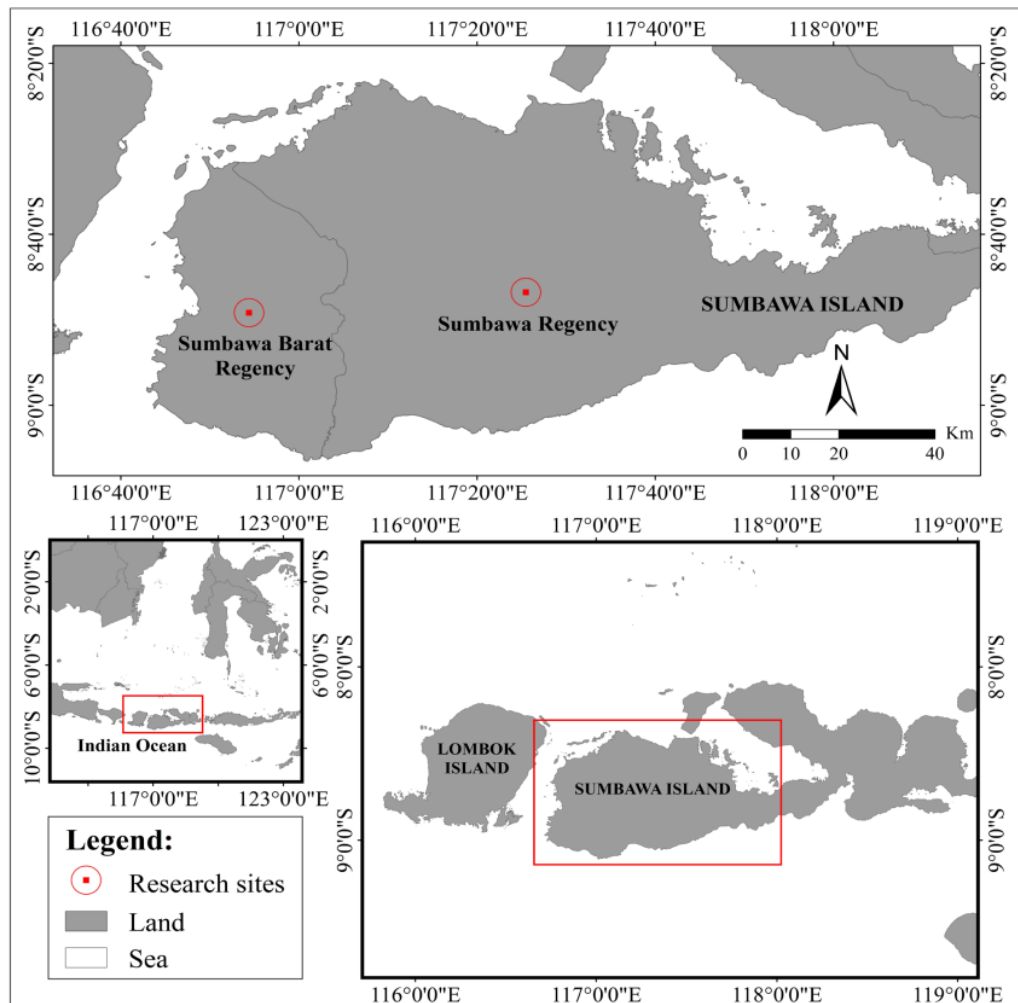 116°40'0"E 117°0'0"E 117°20'0"E 117°40'0"E 118°0'0"E
8°20'0"S 8°20'0"S
8°40'0"S 8°40'0"S
SUMBAWA ISLAND
Sumbawa Regency
Sumbawa Barat
Regency
N
9°0'0"S 9°0'0"S
Km
0 10 20 40
116°40'0"E 117°0'0"E 117°20'0"E 117°40'0"E 118°0'0"E
117°0'0"E 123°0'0"E
2°0'0"S 2°0'0"S
6°0'0"S 6°0'0"S
10°0'0"S
Indian Ocean
117°0'0"E 123°0'0"E
116°0'0"E 117°0'0"E 118°0'0"E 119°0'0"E
8°0'0"S 8°0'0"S
LOMBOK
ISLAND
SUMBAWA ISLAND
9°0'0"S 9°0'0"S
116°0'0"E 117°0'0"E 118°0'0"E 119°0'0"E
Legend:
Research sites
Land
Sea